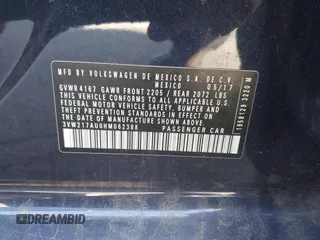 MFD BY VOLKSWAGEN DE MEXICO S.A. DE C.V.
DE MEXICO 05/17
GVWR 4167 GAWR FRONT 2205 / REAR 2072 LBS
THIS VEHICLE CONFORMS TO ALL APPLICABLE
FEDERAL MOTOR VEHICLE SAFETY, BUMPER, AND
THEFT PREVENTION STANDARDS IN EFFECT ON
THE DATE OF MANUFACTURE SHOWN ABOVE.
3VW217AU0HM062388 PASSENGER CAR
DREAMBID